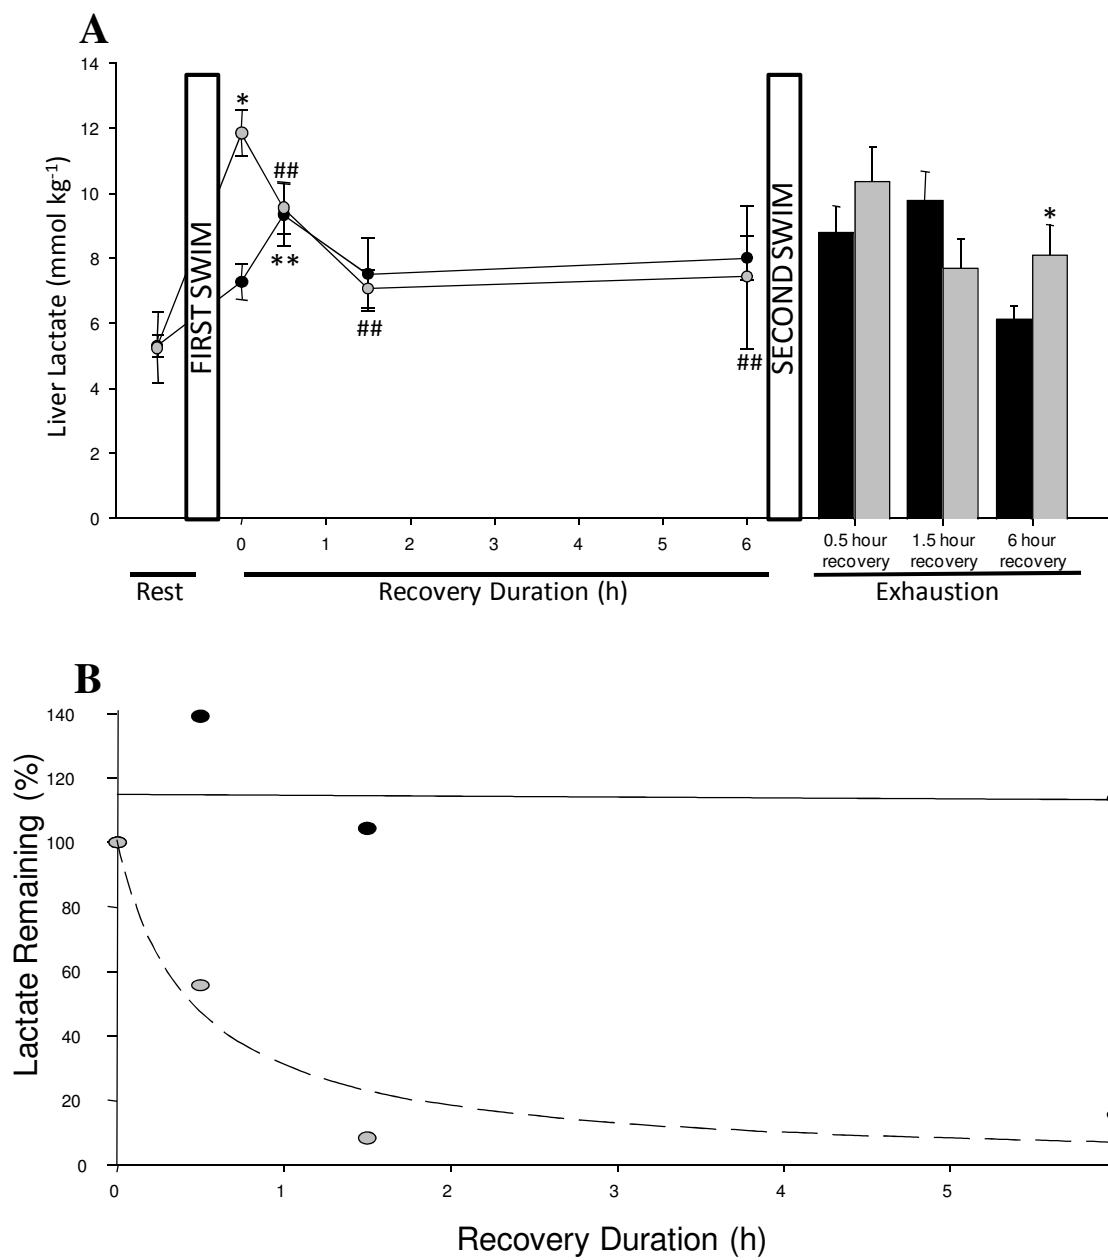 A
14
12
10
8
6
4
2
0
Liver Lactate (mmol kg⁻¹)
*
##
**
##
##
*
FIRST SWIM
SECOND SWIM
0 1 2 3 4 5 6
0.5 hour recovery 1.5 hour recovery 6 hour recovery
Rest Recovery Duration (h) Exhaustion
B
140
120
100
80
60
40
20
0
Lactate Remaining (%)
0 1 2 3 4 5
Recovery Duration (h)